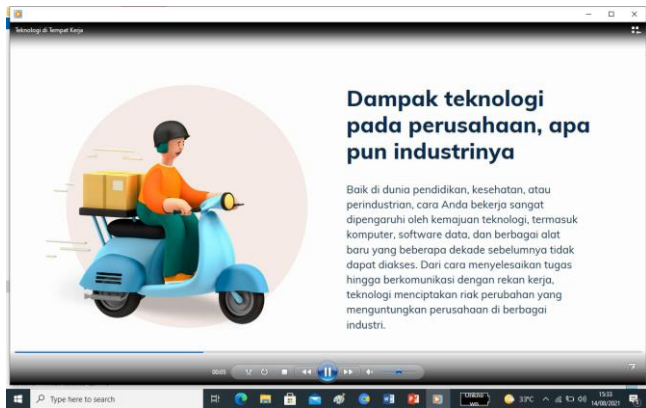 Teknologi di Tempat Kerja
Dampak teknologi
pada perusahaan, apa
pun industrinya
Baik di dunia pendidikan, kesehatan, atau
perindustrian, cara Anda bekerja sangat
dipengaruhi oleh kemajuan teknologi, termasuk
komputer, software data, dan berbagai alat
baru yang beberapa dekade sebelumnya tidak
dapat diakses. Dari cara menyelesaikan tugas
hingga berkomunikasi dengan rekan kerja,
teknologi menciptakan riak perubahan yang
menguntungkan perusahaan di berbagai
industri.
00:05
Type here to search
33°C
15:33
14/08/2021